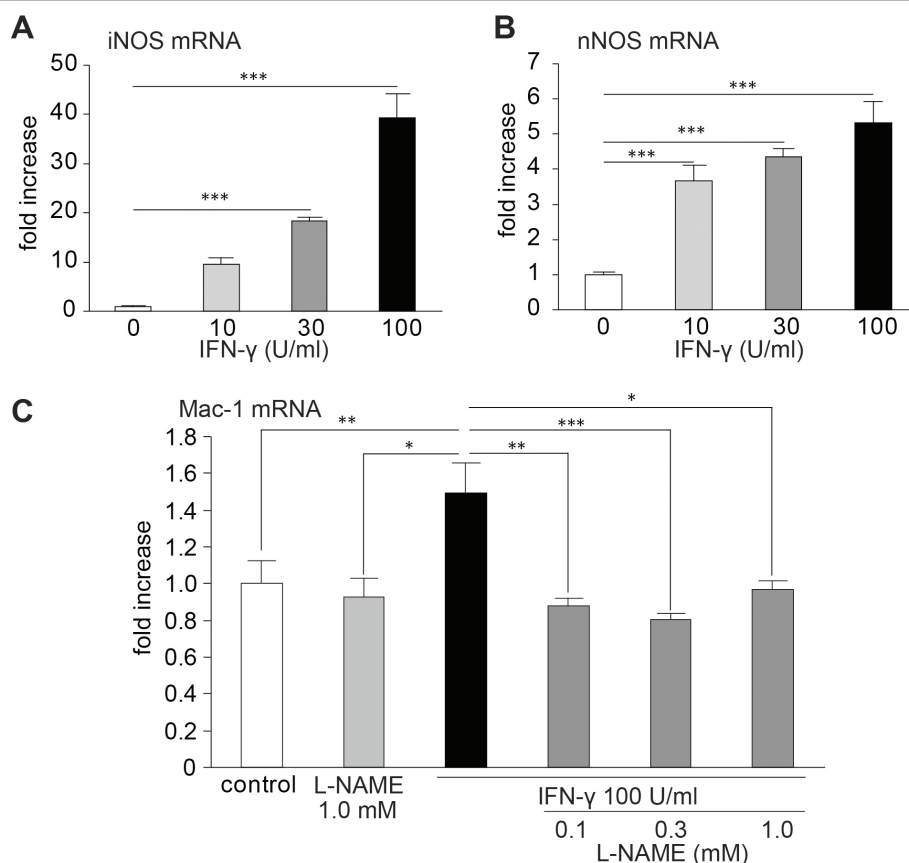 A
iNOS mRNA
fold increase
50
40
30
20
10
0
***
***
0 10 30 100
IFN-γ (U/ml)
B
nNOS mRNA
fold increase
7
6
5
4
3
2
1
0
***
***
***
0 10 30 100
IFN-γ (U/ml)
C
Mac-1 mRNA
fold increase
1.8
1.6
1.4
1.2
1.0
0.8
0.6
0.4
0.2
0
*
** ***
* **
control L-NAME
1.0 mM
IFN-γ 100 U/ml
0.1 0.3 1.0
L-NAME (mM)